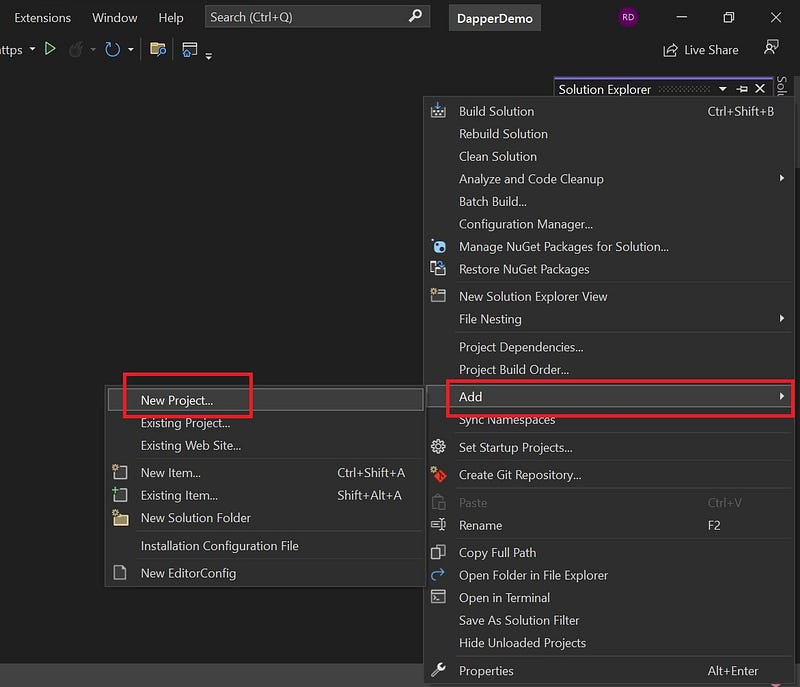 Extensions Window Help Search (Ctrl+Q) DapperDemo RD
ttps Live Share
Solution Explorer
Build Solution Ctrl+Shift+B
Rebuild Solution
Clean Solution
Analyze and Code Cleanup
Batch Build...
Configuration Manager...
Manage NuGet Packages for Solution...
Restore NuGet Packages
New Solution Explorer View
File Nesting
Project Dependencies...
Project Build Order...
Add
Sync Namespaces
Set Startup Projects...
Create Git Repository...
Paste Ctrl+V
Rename F2
Copy Full Path
Open Folder in File Explorer
Open in Terminal
Save As Solution Filter
Hide Unloaded Projects
Properties Alt+Enter
New Project...
Existing Project...
Existing Web Site...
New Item... Ctrl+Shift+A
Existing Item... Shift+Alt+A
New Solution Folder
Installation Configuration File
New EditorConfig